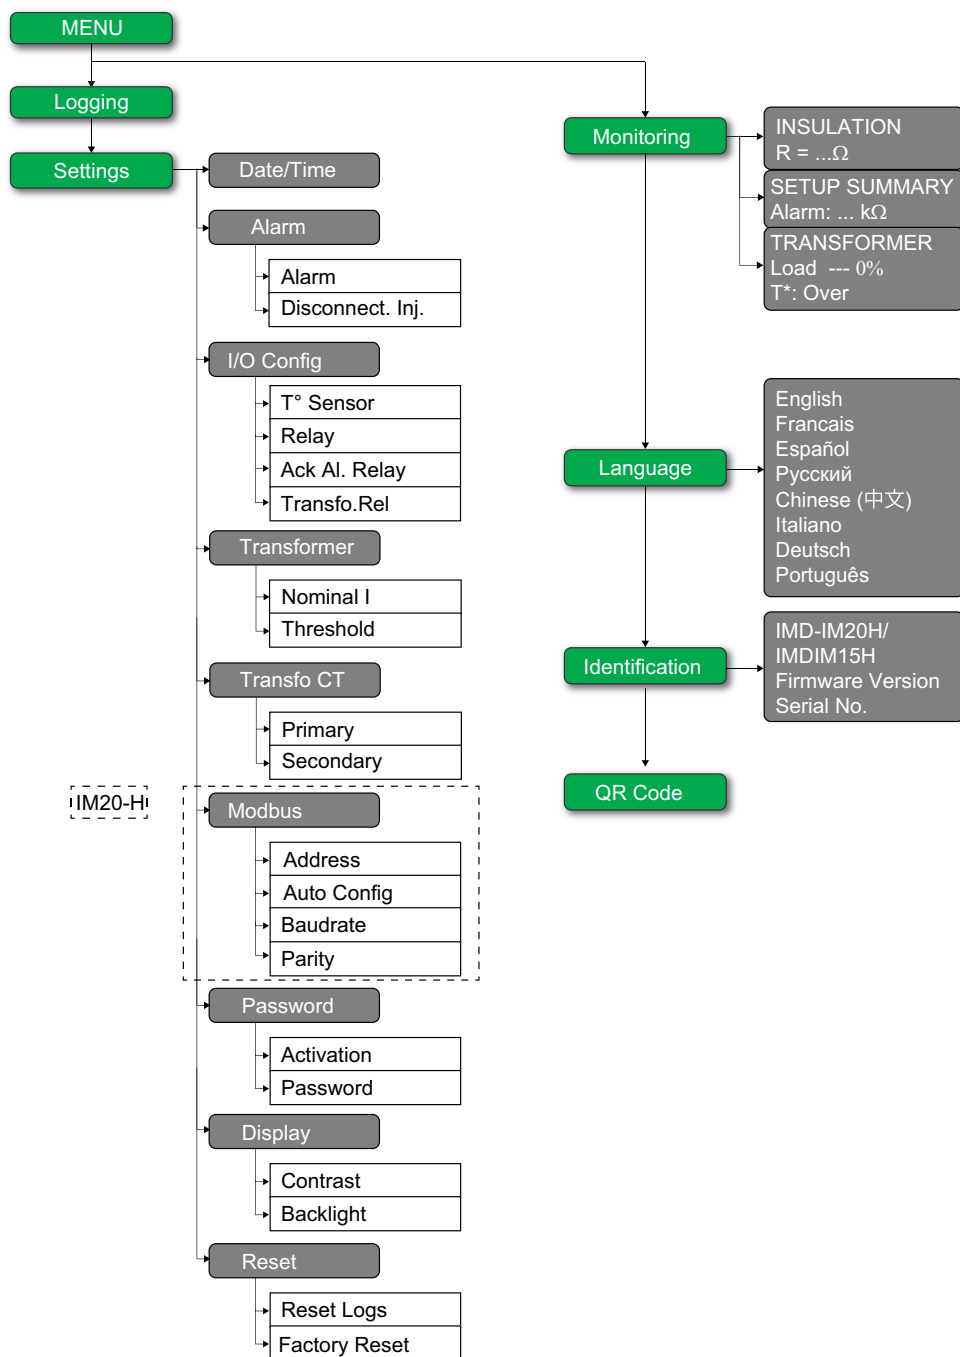 MENU
Logging
Settings
Date/Time
Alarm
Alarm
Disconnect. Inj.
I/O Config
T° Sensor
Relay
Ack Al. Relay
Transfo.Rel
Transformer
Nominal I
Threshold
Transfo CT
Primary
Secondary
IM20-H
Modbus
Address
Auto Config
Baudrate
Parity
Password
Activation
Password
Display
Contrast
Backlight
Reset
Reset Logs
Factory Reset
Monitoring
INSULATION
R = ...Ω
SETUP SUMMARY
Alarm: ... kΩ
TRANSFORMER
Load --- 0%
T*: Over
Language
English
Francais
Español
Русский
Chinese (中文)
Italiano
Deutsch
Português
Identification
IMD-IM20H/
IMDIM15H
Firmware Version
Serial No.
QR Code